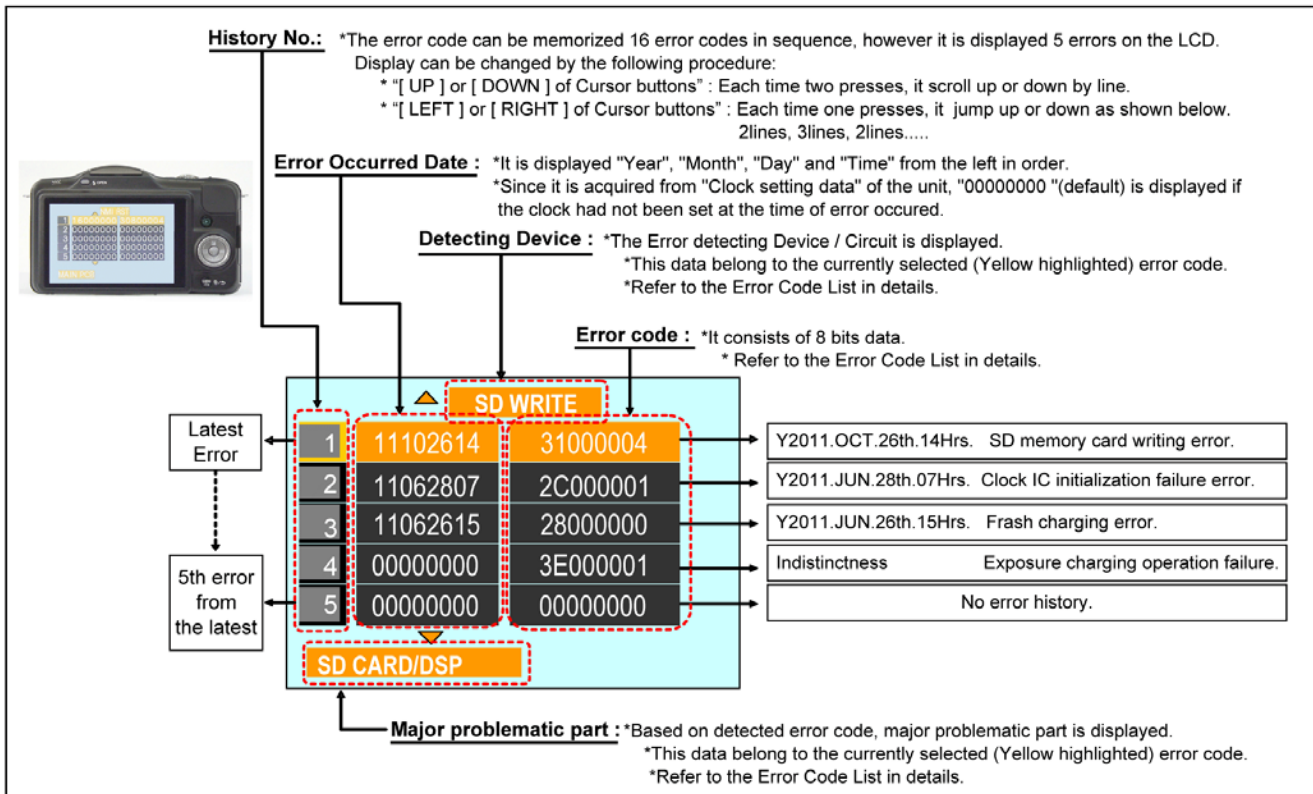 History No.: *The error code can be memorized 16 error codes in sequence, however it is displayed 5 errors on the LCD.
Display can be changed by the following procedure:
* "[ UP ] or [ DOWN ] of Cursor buttons" : Each time two presses, it scroll up or down by line.
* "[ LEFT ] or [ RIGHT ] of Cursor buttons" : Each time one presses, it jump up or down as shown below.
2lines, 3lines, 2lines.....
Error Occurred Date : *It is displayed "Year", "Month", "Day" and "Time" from the left in order.
*Since it is acquired from "Clock setting data" of the unit, "00000000 "(default) is displayed if
the clock had not been set at the time of error occured.
Detecting Device : *The Error detecting Device / Circuit is displayed.
*This data belong to the currently selected (Yellow highlighted) error code.
*Refer to the Error Code List in details.
Error code : *It consists of 8 bits data.
* Refer to the Error Code List in details.
SD WRITE
Latest
Error
1 11102614 31000004 Y2011.OCT.26th.14Hrs. SD memory card writing error.
2 11062807 2C000001 Y2011.JUN.28th.07Hrs. Clock IC initialization failure error.
3 11062615 28000000 Y2011.JUN.26th.15Hrs. Frash charging error.
4 00000000 3E000001 Indistinctness Exposure charging operation failure.
5 00000000 00000000 No error history.
5th error
from
the latest
SD CARD/DSP
Major problematic part : *Based on detected error code, major problematic part is displayed.
*This data belong to the currently selected (Yellow highlighted) error code.
*Refer to the Error Code List in details.